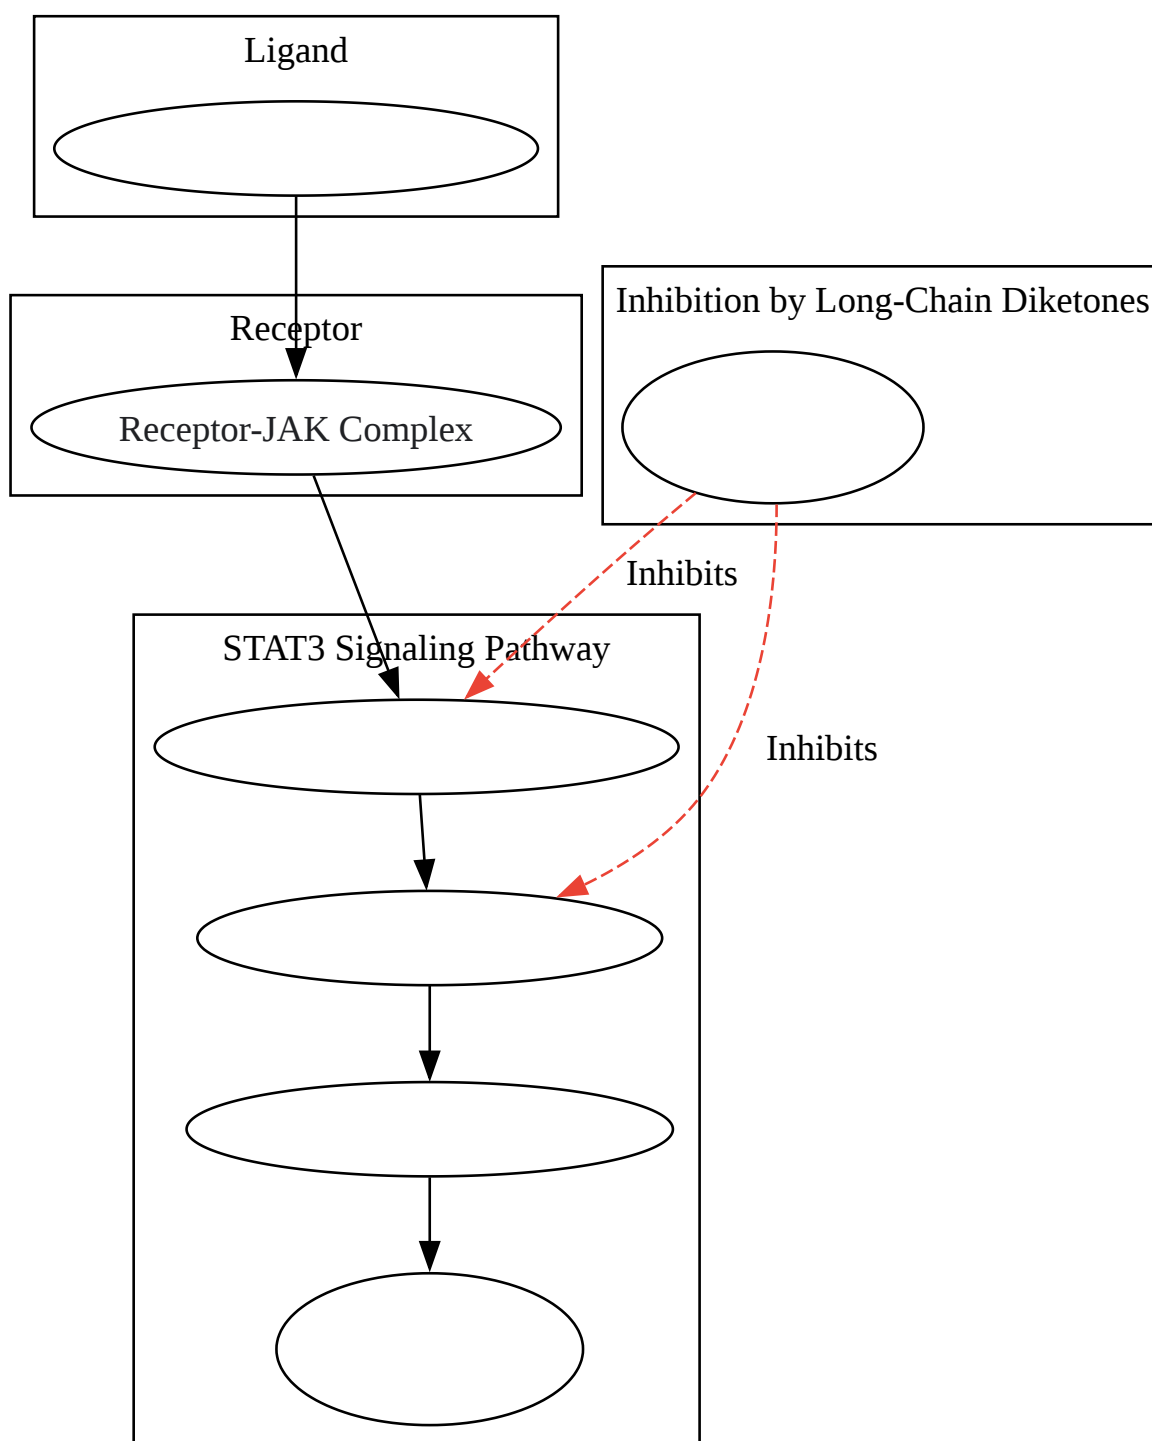 Ligand
Receptor
Receptor-JAK Complex
Inhibition by Long-Chain Diketones
Inhibits
STAT3 Signaling Pathway
Inhibits